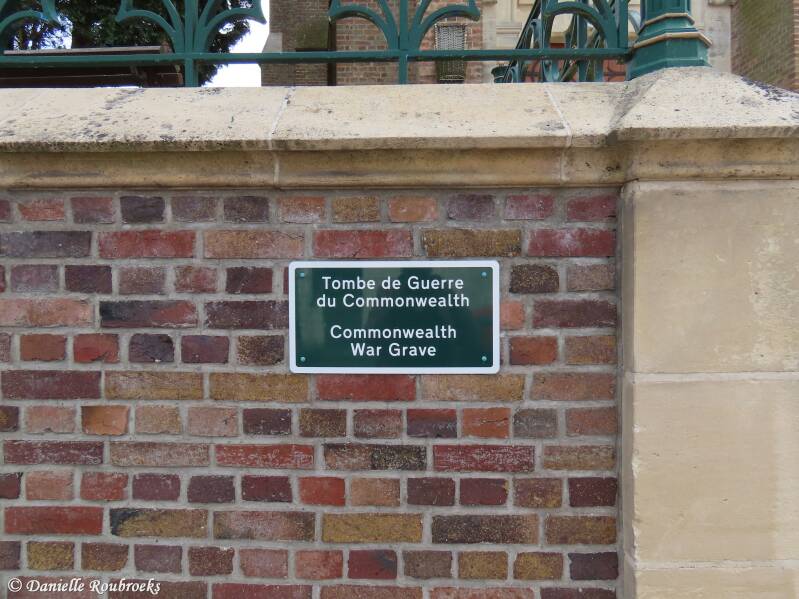 Tombe de Guerre
du Commonwealth
Commonwealth
War Grave
© Danielle Roubroeks